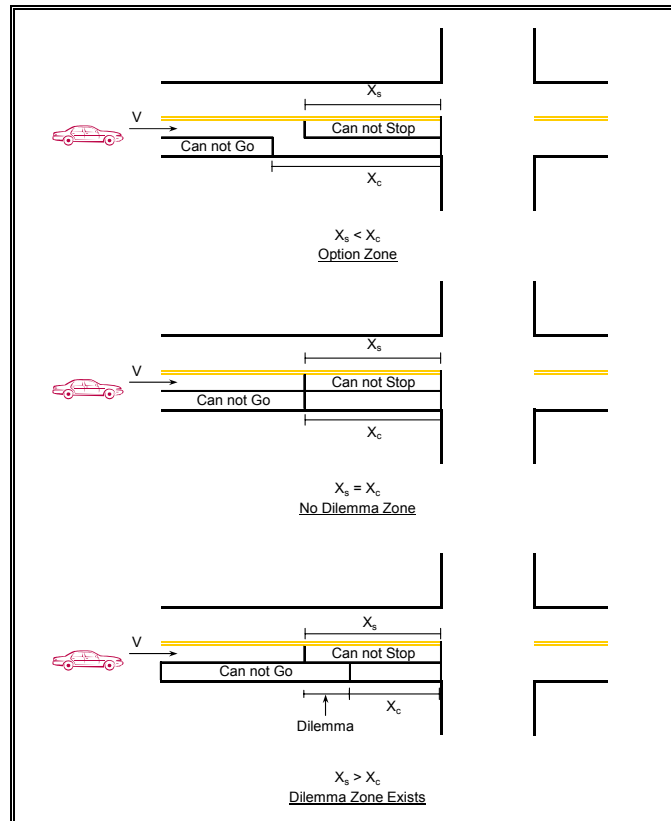 Xs
V
Can not Stop
Can not Go
Xc
Xs < Xc
Option Zone
Xs
V
Can not Stop
Can not Go
Xc
Xs = Xc
No Dilemma Zone
Xs
V
Can not Stop
Can not Go
Xc
Dilemma
Xs > Xc
Dilemma Zone Exists